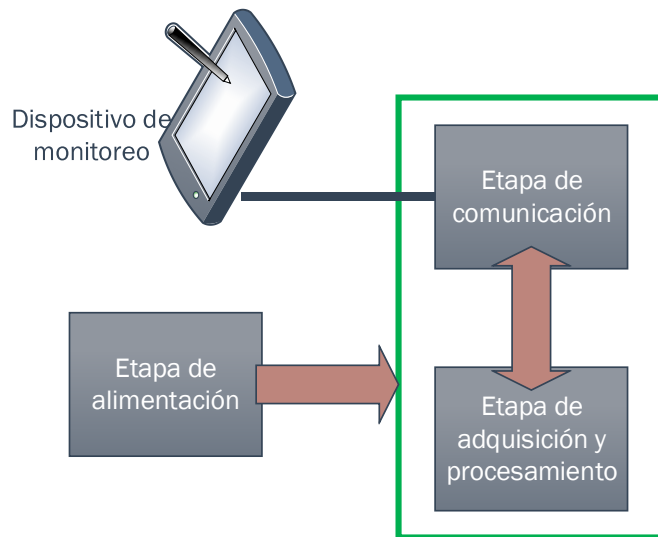 Dispositivo de
monitoreo
Etapa de
comunicación
Etapa de
alimentación
Etapa de
adquisición y
procesamiento